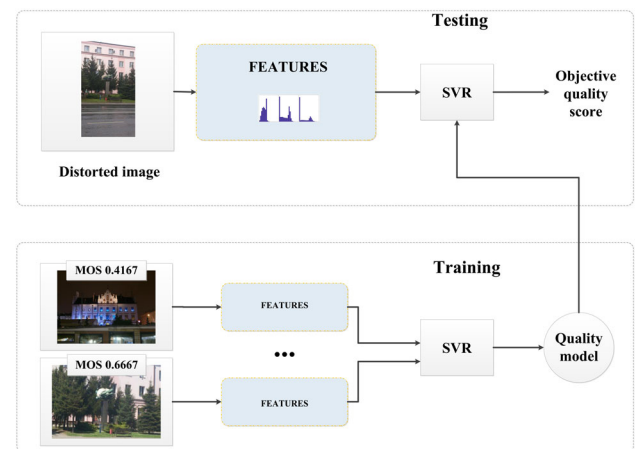 Testing
FEATURES
SVR
Objective
quality
score
Distorted image
Training
MOS 0.4167
FEATURES
MOS 0.6667
•••
FEATURES
SVR
Quality
model